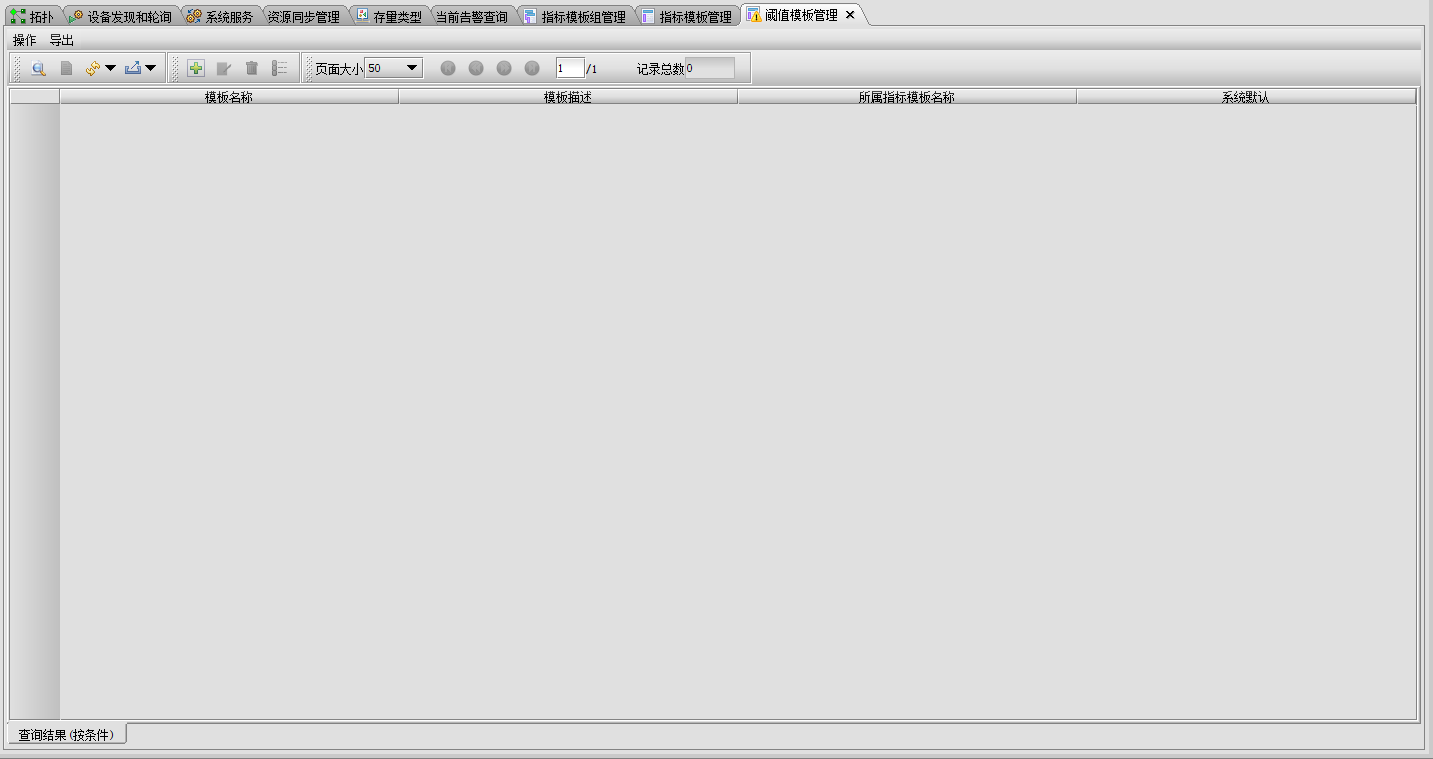 拓扑 设备发现和轮询 系统服务 资源同步管理 存量类型 当前告警查询 指标模板组管理 指标模板管理 阈值模板管理
操作 导出
页面大小 50 1 /1 记录总数 0
模板名称 模板描述 所属指标模板名称 系统默认
查询结果(按条件)